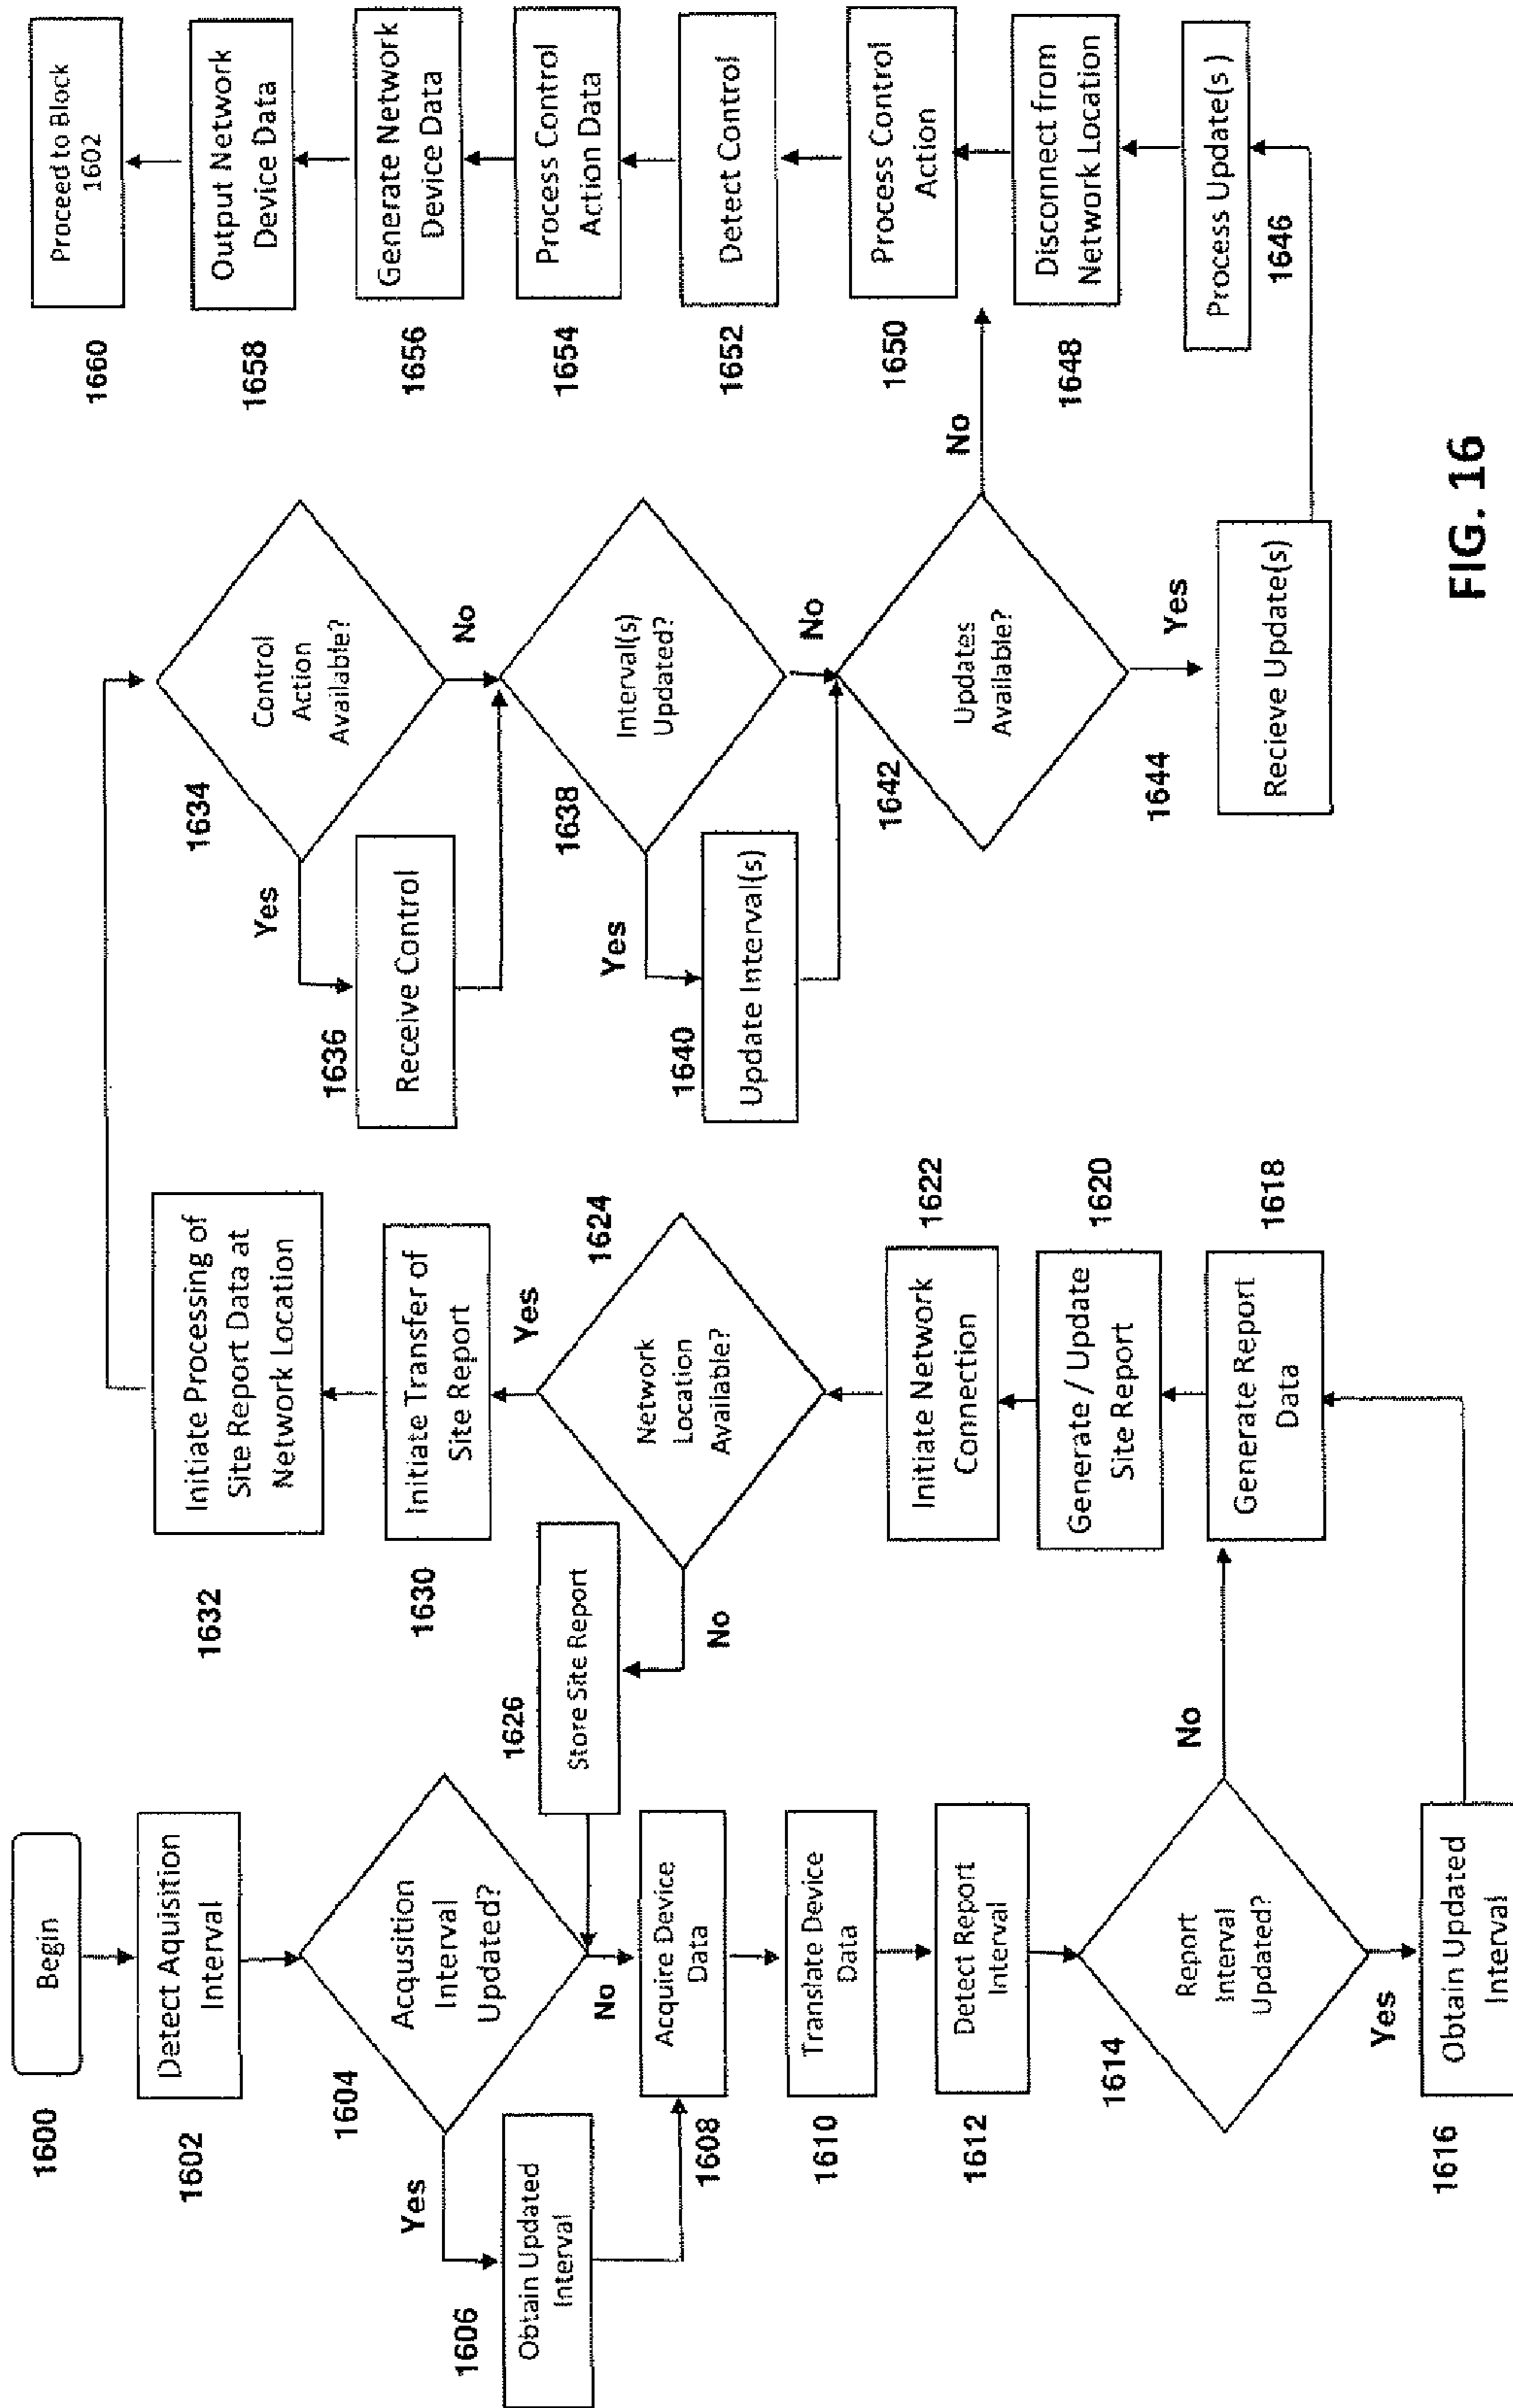 1600
Begin
1602
Detect Aquisition
Interval
1604
Acqusition
Interval
Updated?
Yes
No
1606
Obtain Updated
Interval
1608
Acquire Device
Data
1610
Translate Device
Data
1612
Detect Report
Interval
1614
Report
Interval
Updated?
No
Yes
1616
Obtain Updated
Interval
1618
Generate Report
Data
1620
Generate / Update
Site Report
1622
Initiate Network
Connection
1624
Network
Location
Available?
Yes
No
1626
Store Site Report
1630
Initiate Transfer of
Site Report
1632
Initiate Processing of
Site Report Data at
Network Location
1634
Control
Action
Available?
Yes
No
1636
Receive Control
1638
Interval(s)
Updated?
Yes
No
1640
Update Interval(s)
1642
Updates
Available?
No
Yes
1644
Recieve Update(s)
1646
Process Update(s )
1648
Disconnect from
Network Location
1650
Process Control
Action
1652
Detect Control
1654
Process Control
Action Data
1656
Generate Network
Device Data
1658
Output Network
Device Data
1660
Proceed to Block
1602
FIG. 16